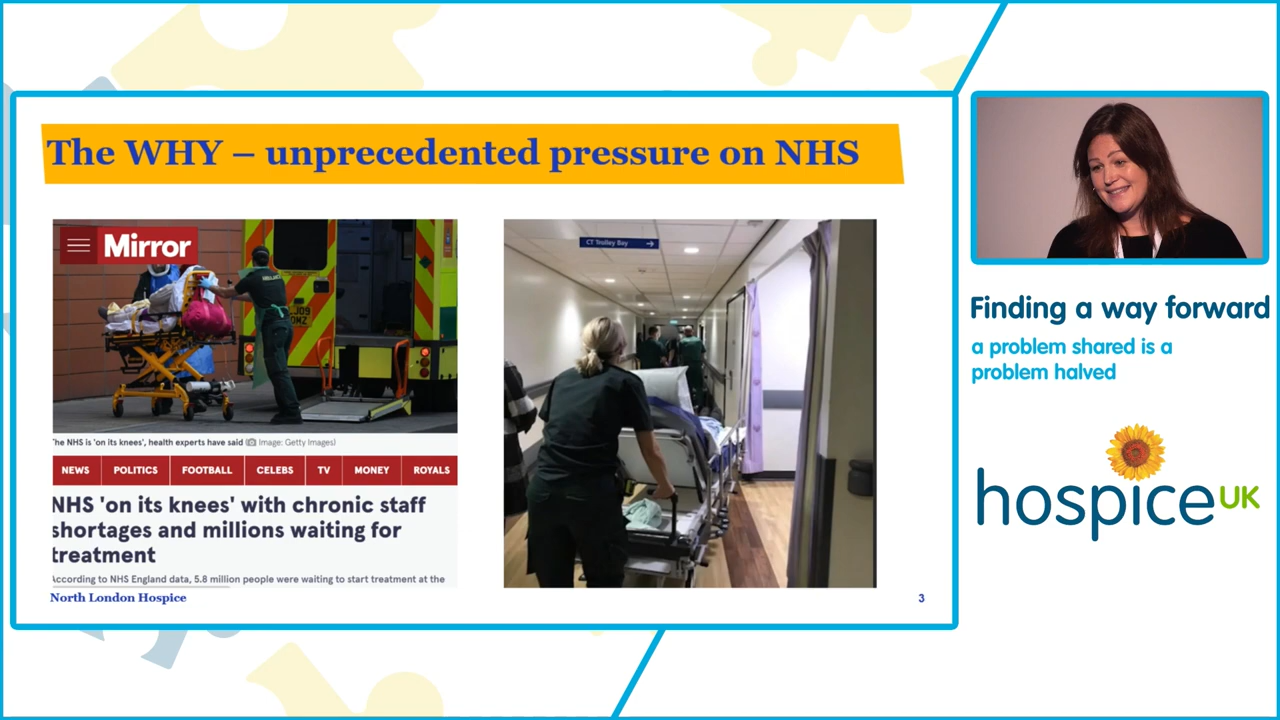 The WHY – unprecedented pressure on NHS
Mirror
AMBULANCE
The NHS is 'on its knees', health experts have said (Image: Getty Images)
NEWS POLITICS FOOTBALL CELEBS TV MONEY ROYALS
NHS 'on its knees' with chronic staff
shortages and millions waiting for
treatment
According to NHS England data, 5.8 million people were waiting to start treatment at the
CT Trolley Bay
North London Hospice
3
Finding a way forward
a problem shared is a
problem halved
hospice UK